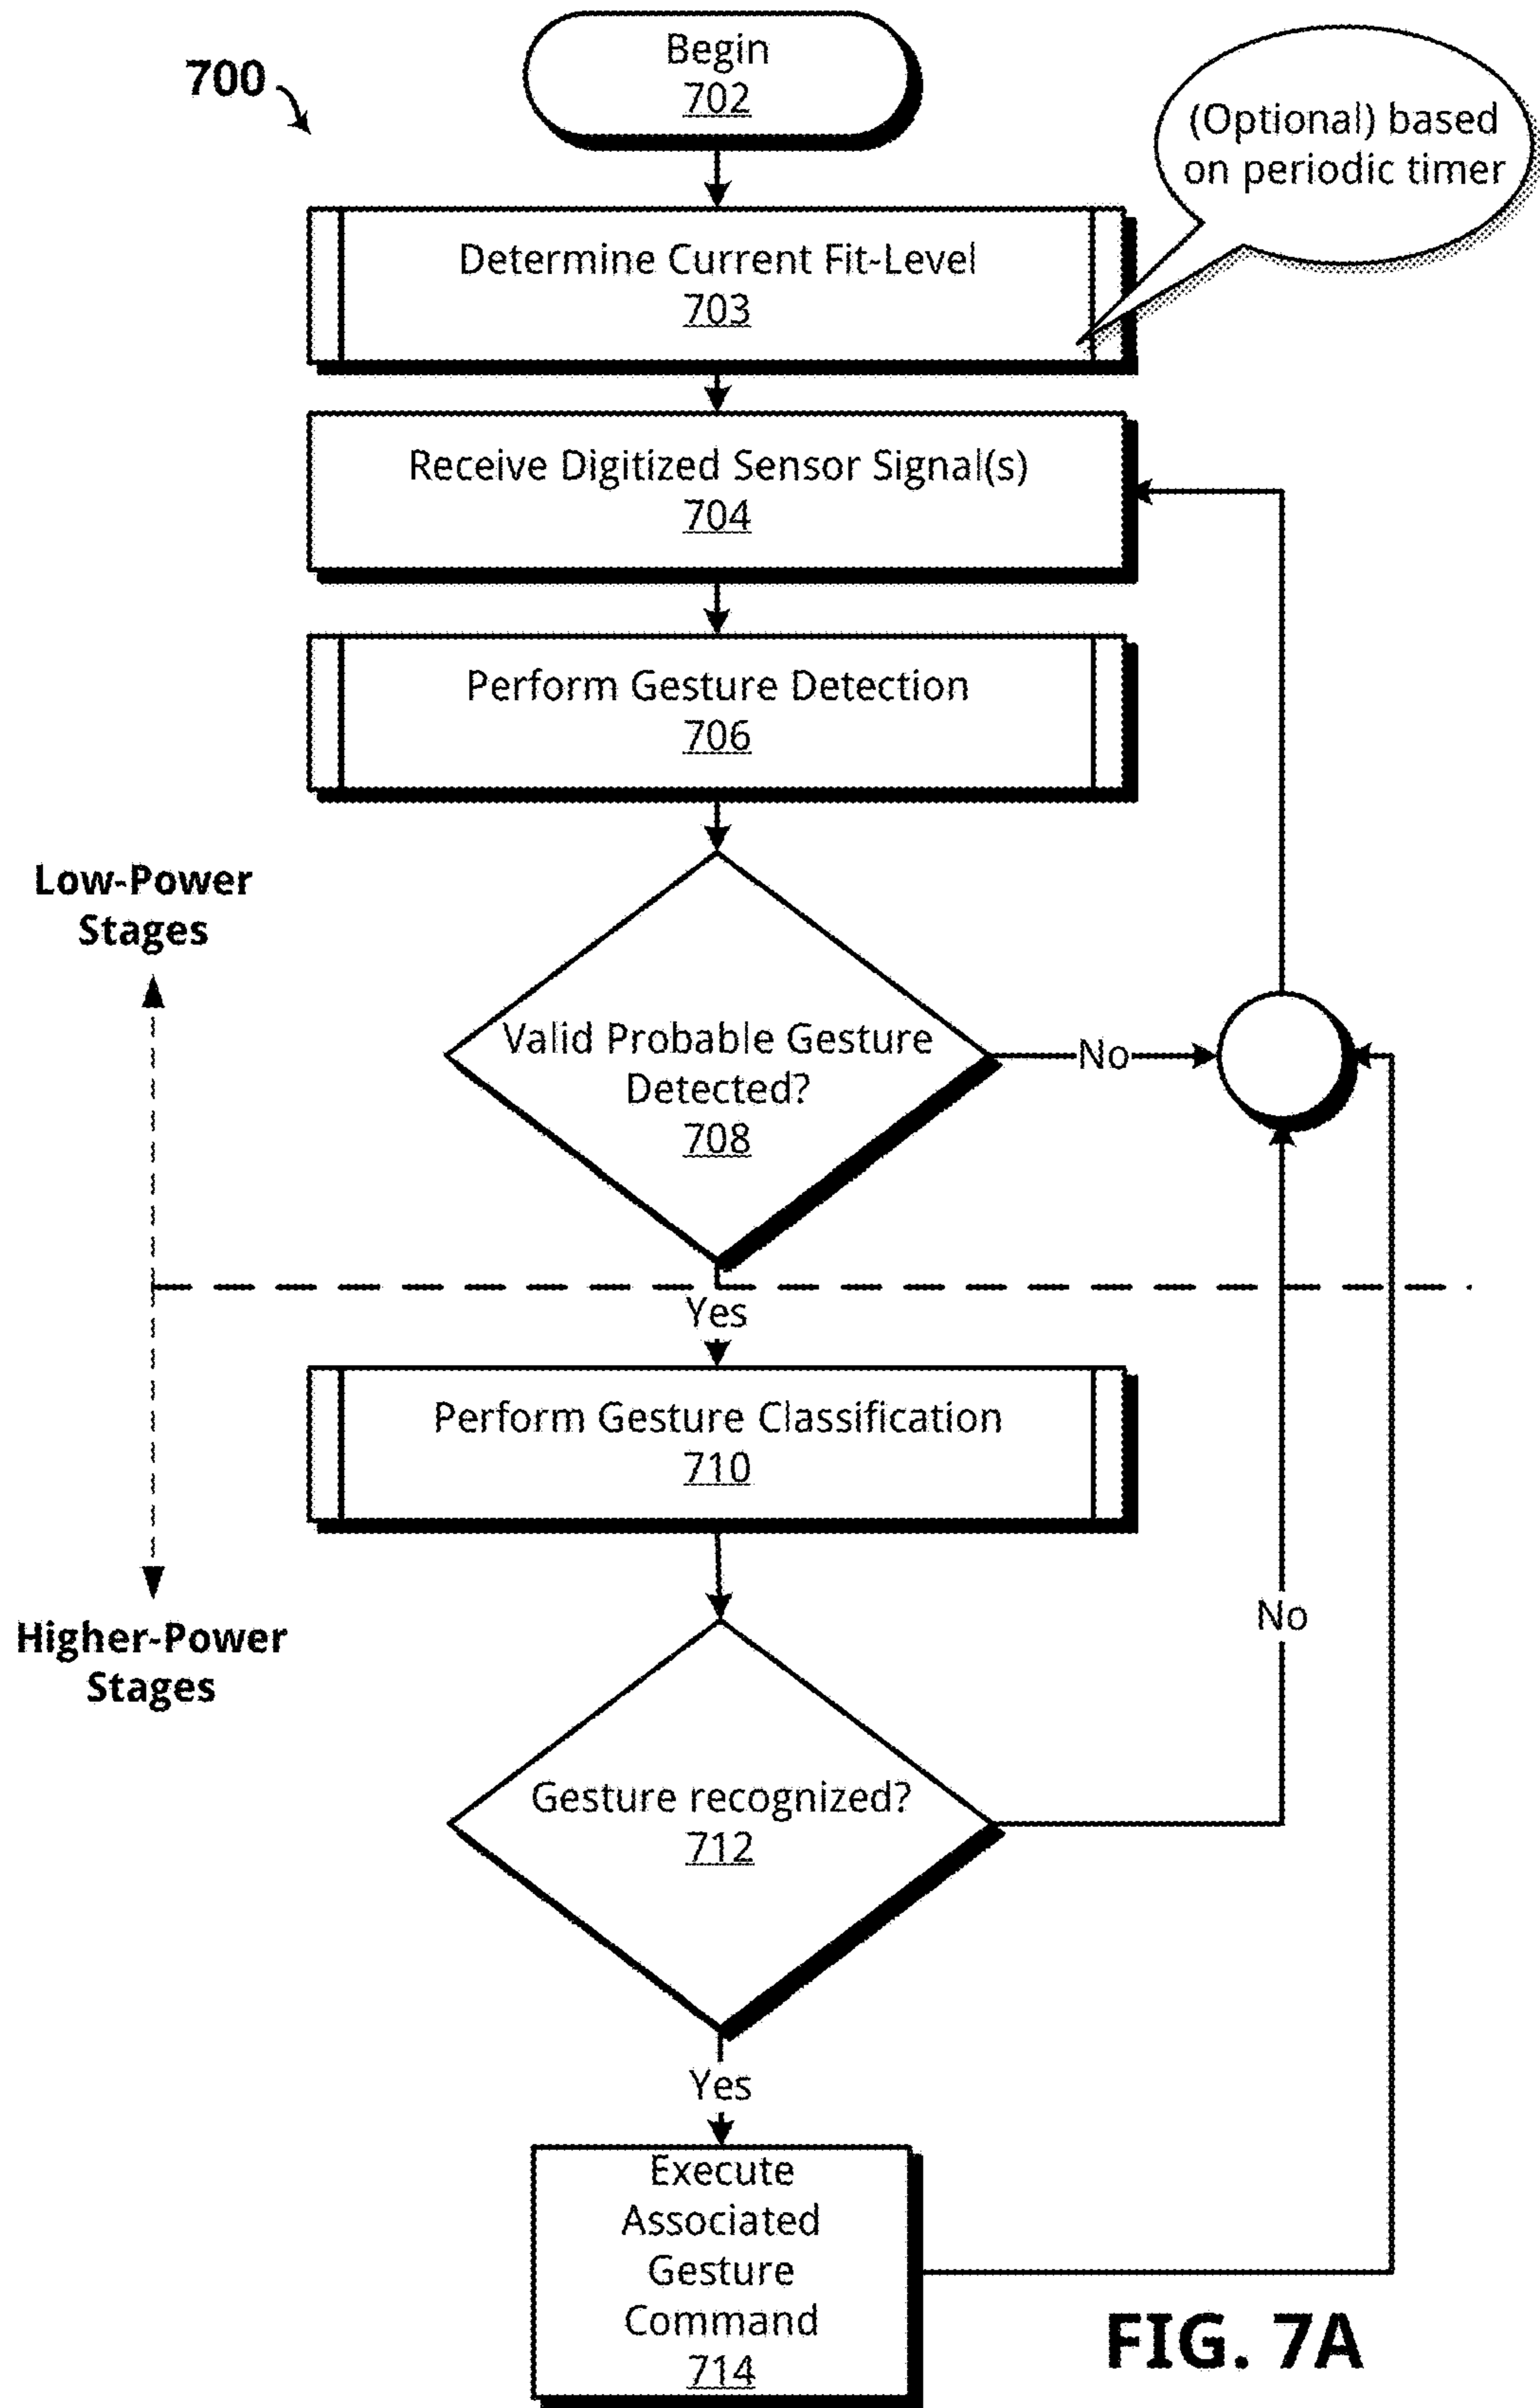 700
Begin
702
(Optional) based
on periodic timer
Determine Current Fit-Level
703
Receive Digitized Sensor Signal(s)
704
Perform Gesture Detection
706
Low-Power
Stages
Valid Probable Gesture
Detected?
708
No
Yes
Perform Gesture Classification
710
Higher-Power
Stages
No
Gesture recognized?
712
Yes
Execute
Associated
Gesture
Command
714
FIG. 7A